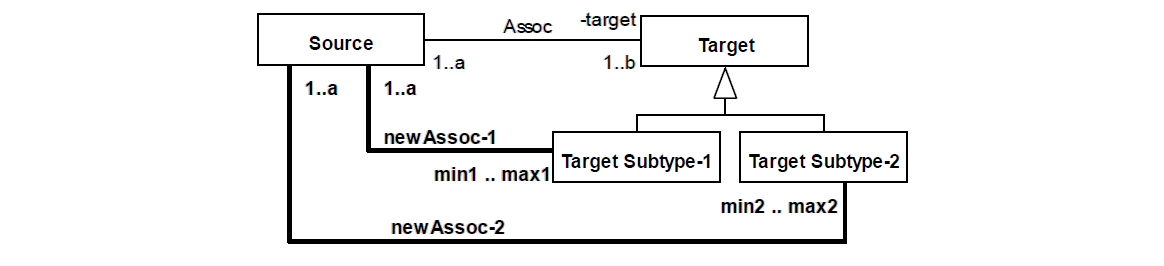 Source
Assoc
-target
Target
1..a
1..b
1..a
1..a
newAssoc-1
min1 .. max1
Target Subtype-1
Target Subtype-2
min2 .. max2
newAssoc-2